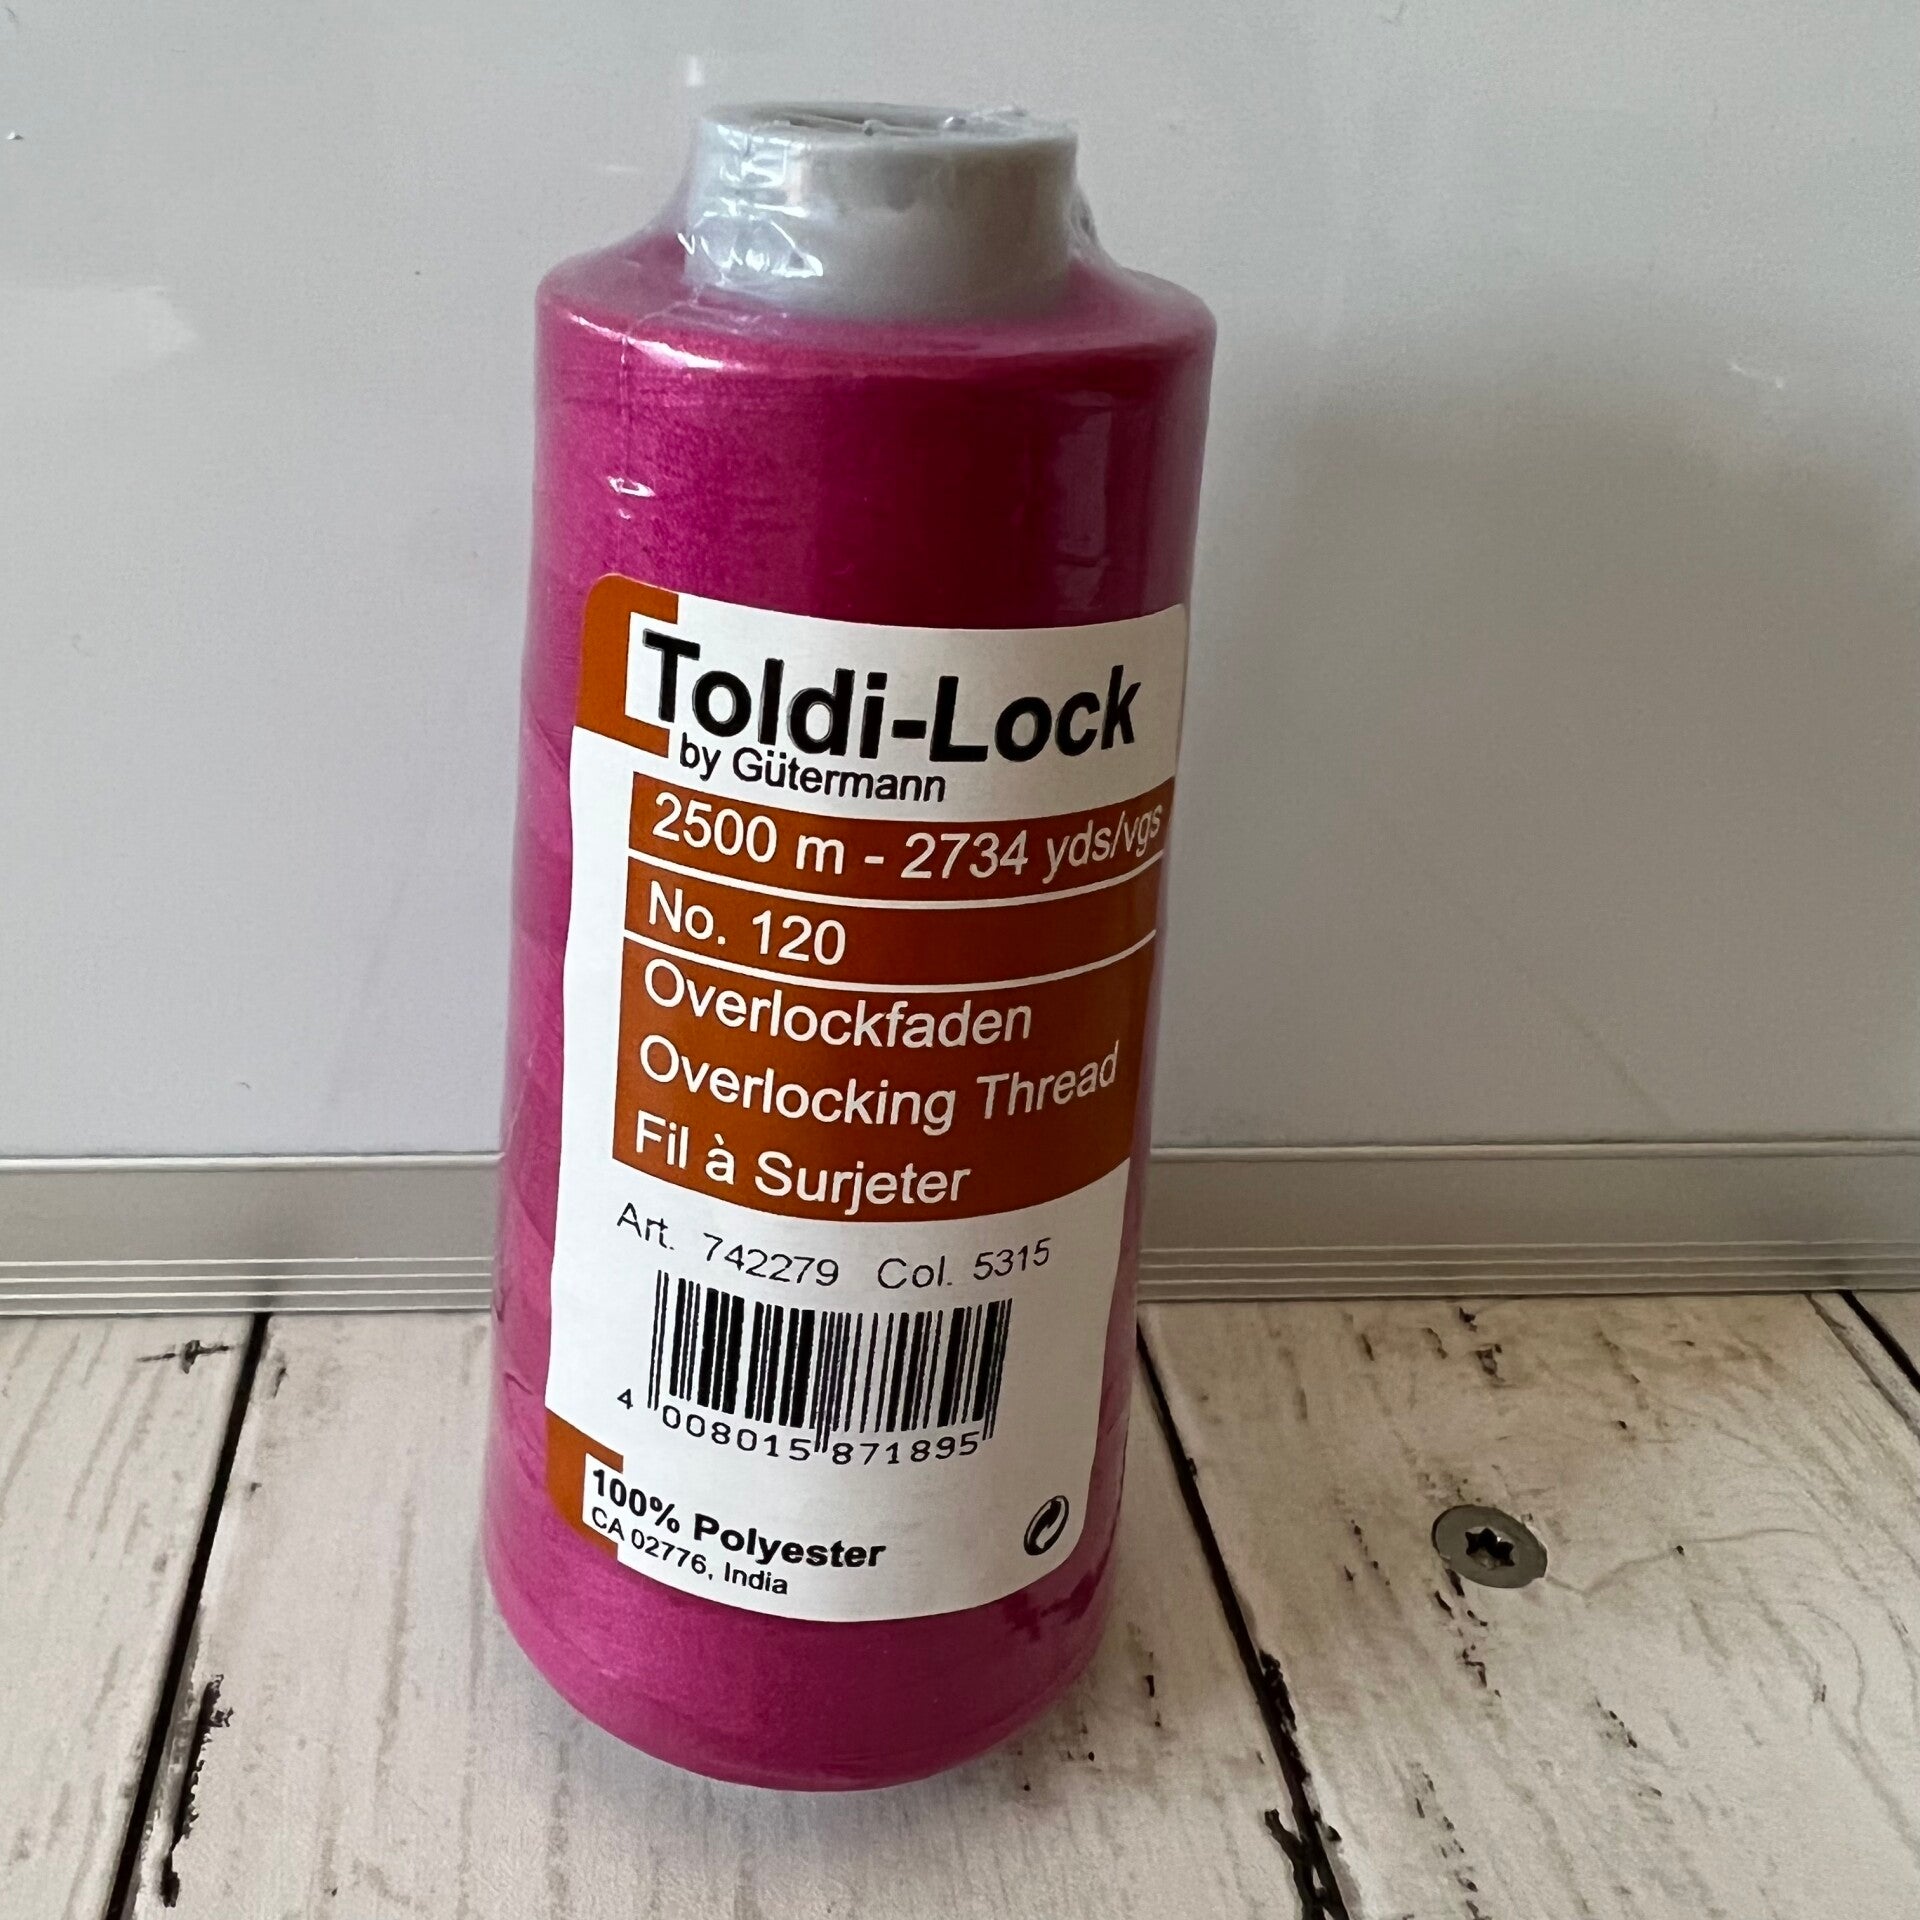 Toldi-Lock
by Gütermann
2500 m - 2734 yds/vgs
No. 120
Overlockfaden
Overlocking Thread
Fil à Surjeter
Art. 742279 Col. 5315
4 008015 871895
100% Polyester
CA 02776, India